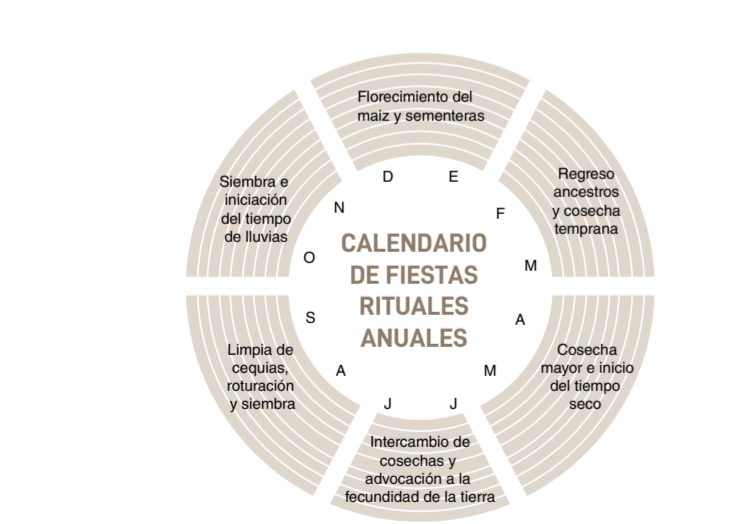 Florecimiento del
maiz y sementeras
Regreso
ancestros
y cosecha
temprana
Cosecha
mayor e inicio
del tiempo
seco
Intercambio de
cosechas y
advocación a la
fecundidad de la tierra
Limpia de
cequias,
roturación
y siembra
Siembra e
iniciación
del tiempo
de lluvias
D
E
F
M
A
M
J
J
A
S
O
N
CALENDARIO
DE FIESTAS
RITUALES
ANUALES